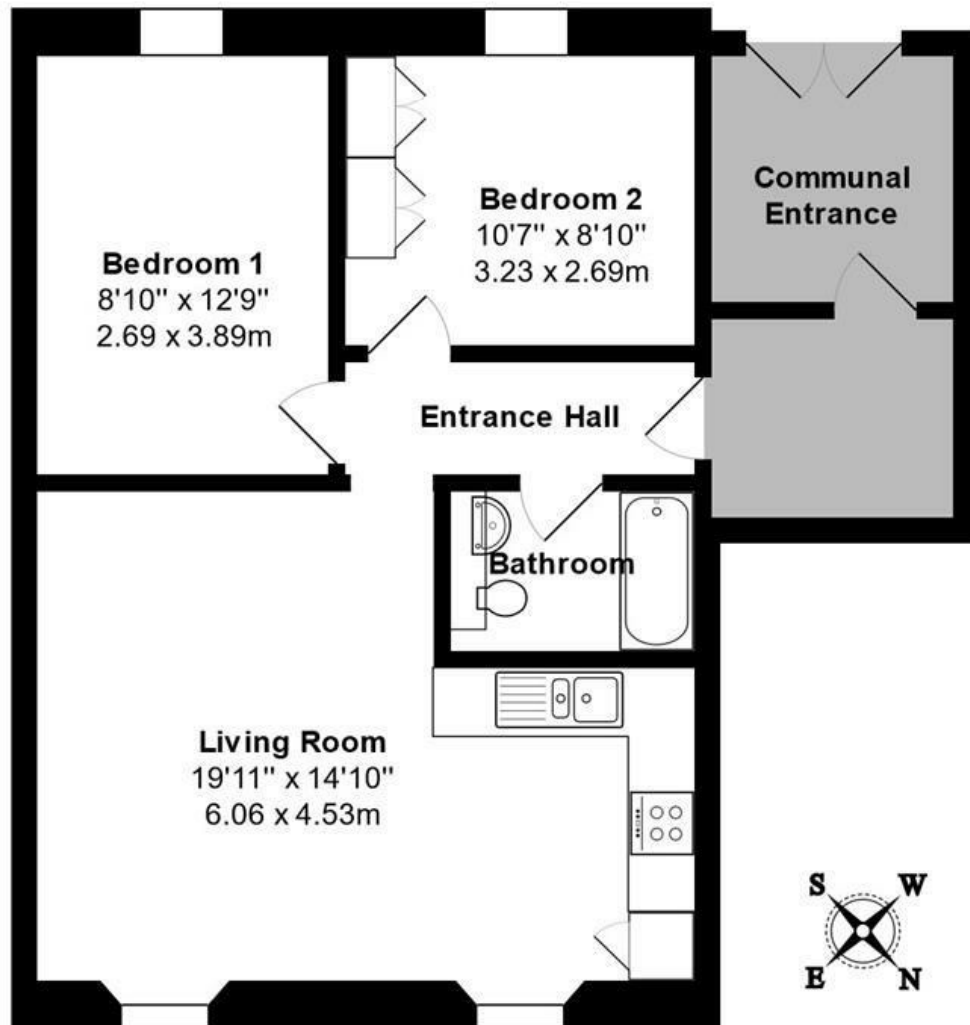 Bedroom 1
8'10" x 12'9"
2.69 x 3.89m
Bedroom 2
10'7" x 8'10"
3.23 x 2.69m
Communal
Entrance
Entrance Hall
Bathroom
Living Room
19'11" x 14'10"
6.06 x 4.53m
S W
E N